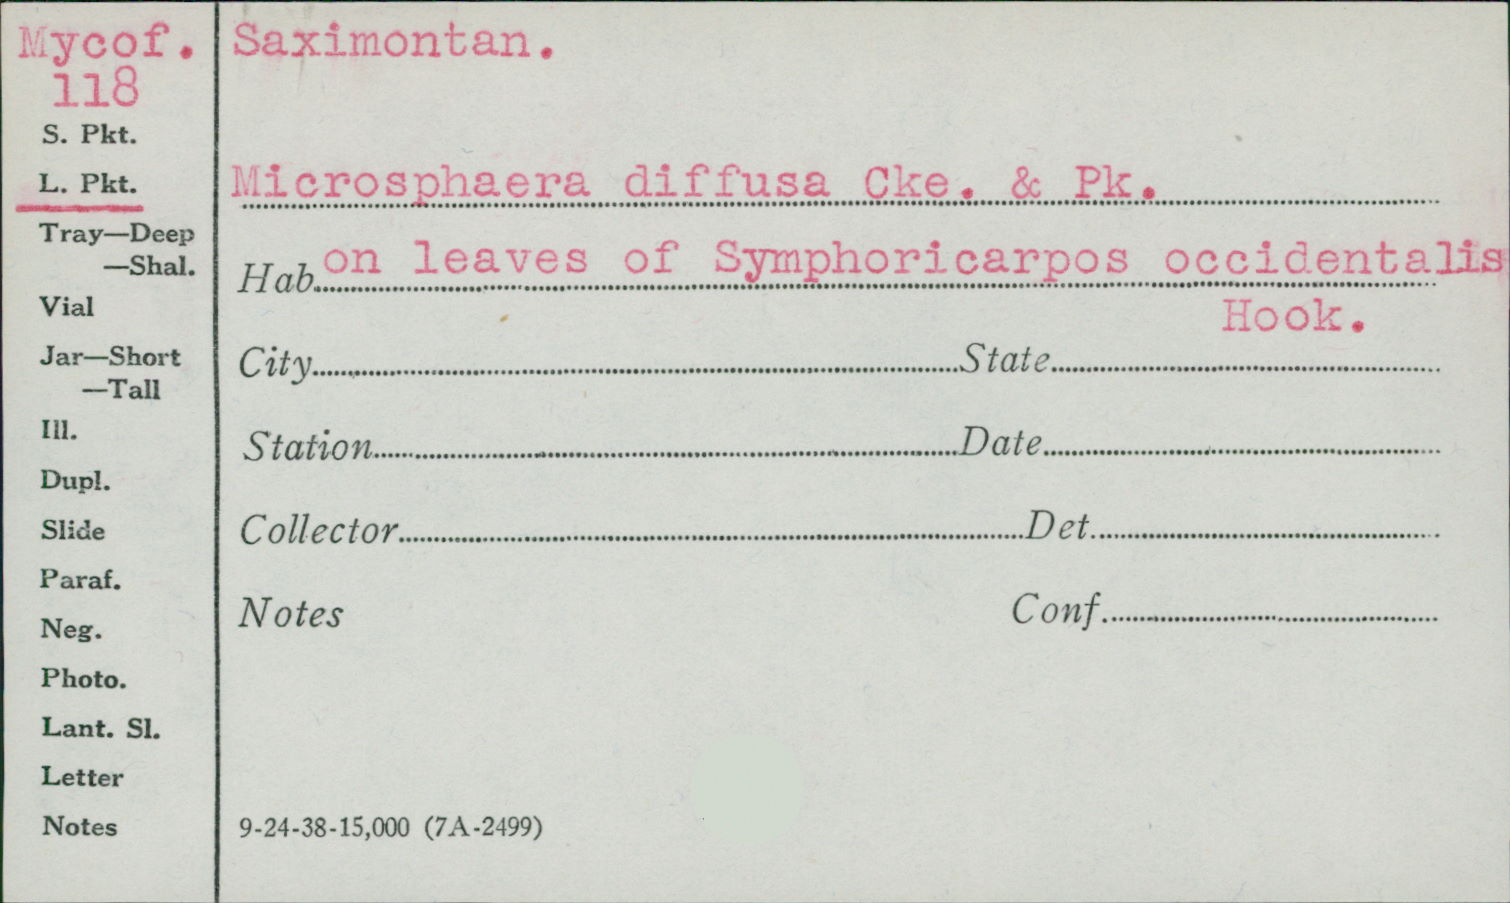 Mycof.
118
S. Pkt.
L. Pkt.
Tray—Deep
—Shal.
Vial
Jar—Short
—Tall
Ill.
Dupl.
Slide
Paraf.
Neg.
Photo.
Lant. Sl.
Letter
Notes
Saximontan.
Microsphaera diffusa Cke. & Pk.
Hab. on leaves of Symphoricarpos occidentalis
Hook.
City State
Station Date
Collector Det.
Notes Conf.
9-24-38-15,000 (7A-2499)